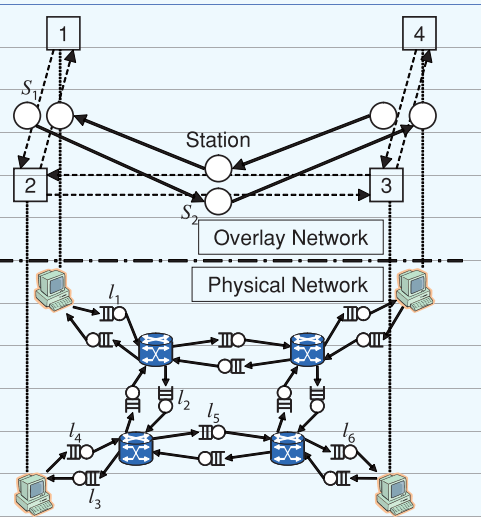 1
4
S1
Station
2
3
S2
Overlay Network
Physical Network
l1
l2
l4
l5
l6
l3